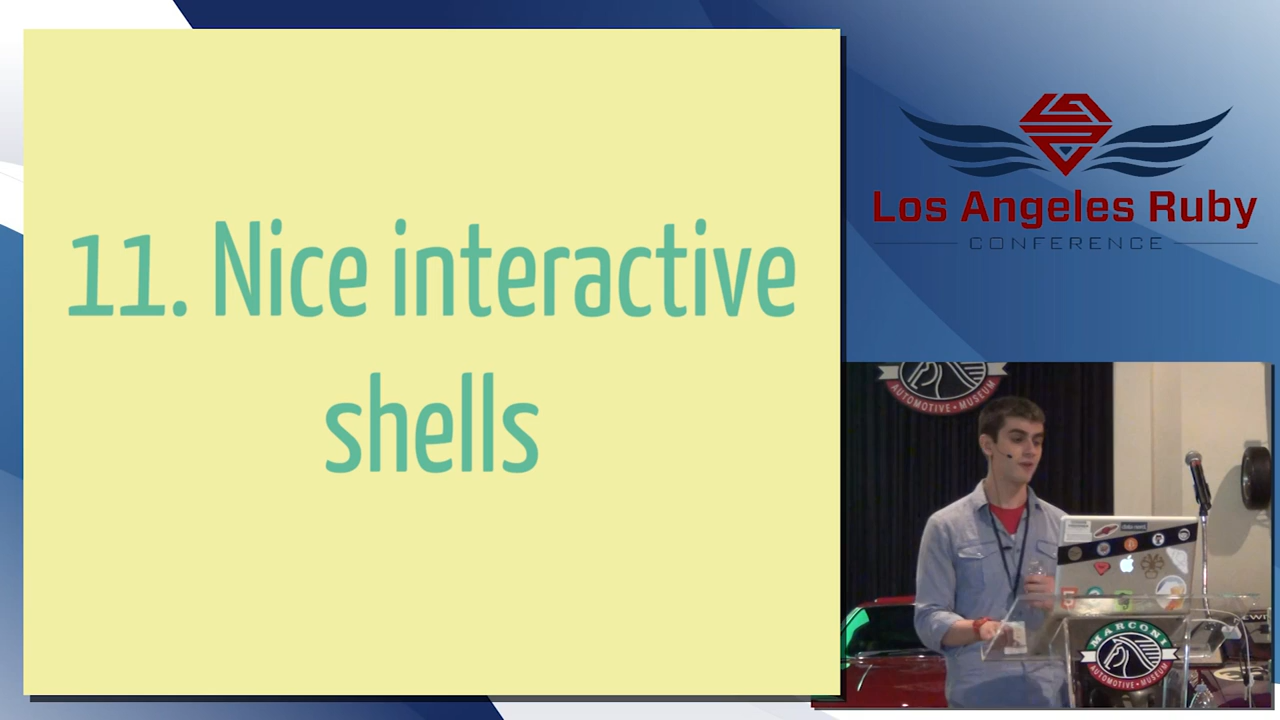 11. Nice interactive
shells
Los Angeles Ruby
CONFERENCE
AUTOMOTIVE • MUSEUM
MARCONI
AUTOMOTIVE • MUSEUM